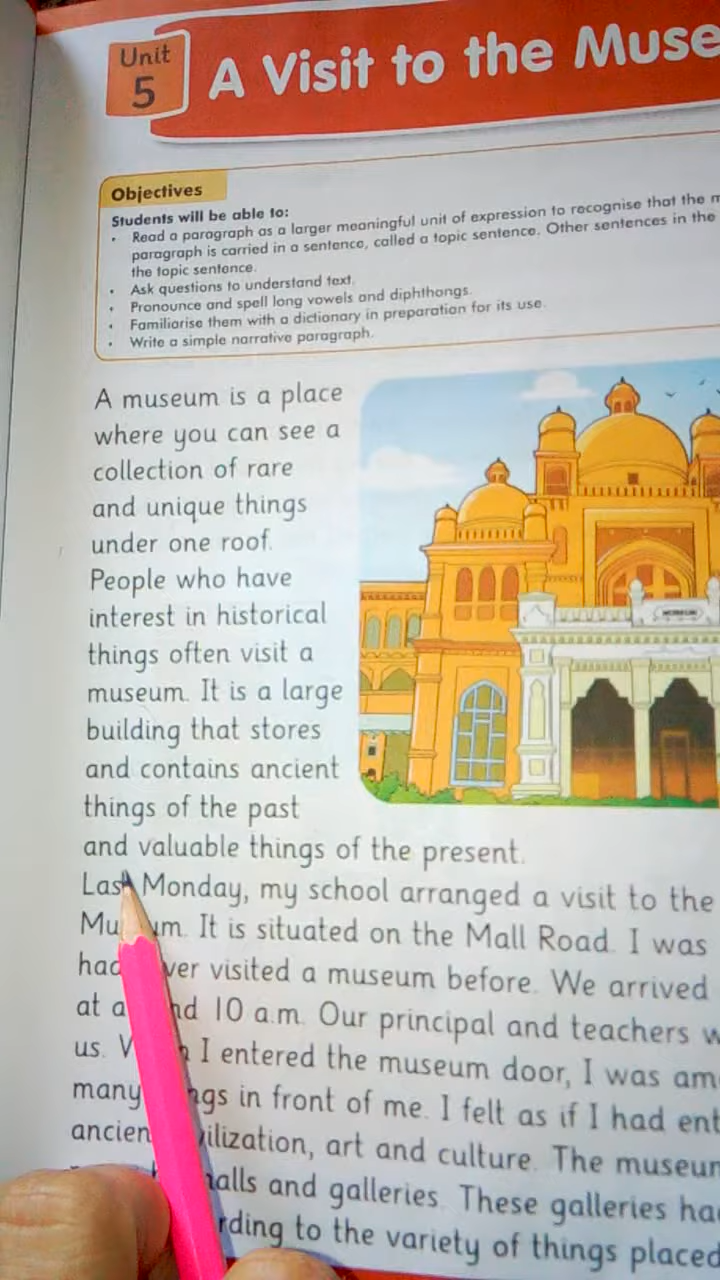 Unit
5
A Visit to the Muse
Objectives
Students will be able to:
• Read a paragraph as a larger meaningful unit of expression to recognise that the m
paragraph is carried in a sentence, called a topic sentence. Other sentences in the
the topic sentence.
• Ask questions to understand text.
• Pronounce and spell long vowels and diphthongs.
• Familiarise them with a dictionary in preparation for its use.
• Write a simple narrative paragraph.
A museum is a place
where you can see a
collection of rare
and unique things
under one roof.
People who have
interest in historical
things often visit a
museum. It is a large
building that stores
and contains ancient
things of the past
and valuable things of the present.
Las Monday, my school arranged a visit to the
Mu um. It is situated on the Mall Road. I was
had ver visited a museum before. We arrived
at a nd 10 a.m. Our principal and teachers w
us. I entered the museum door, I was am
many ngs in front of me. I felt as if I had ent
ancien ilization, art and culture. The museum
halls and galleries. These galleries ha
rding to the variety of things placed